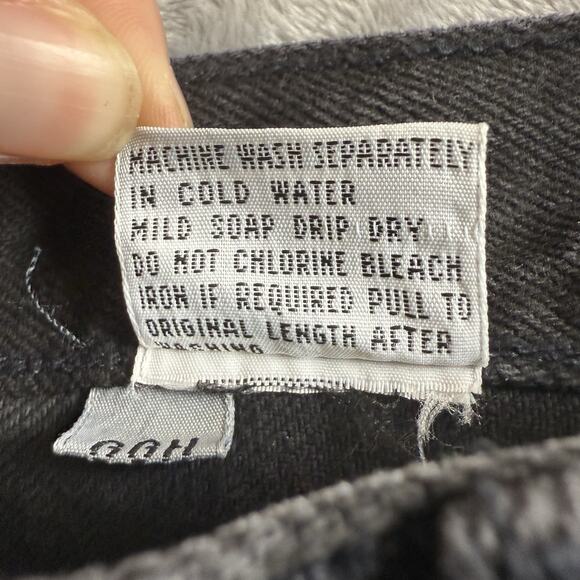 MACHINE WASH SEPARATELY
IN COLD WATER
MILD SOAP DRIP DRY
DO NOT CHLORINE BLEACH
IRON IF REQUIRED PULL TO
ORIGINAL LENGTH AFTER
WASHING